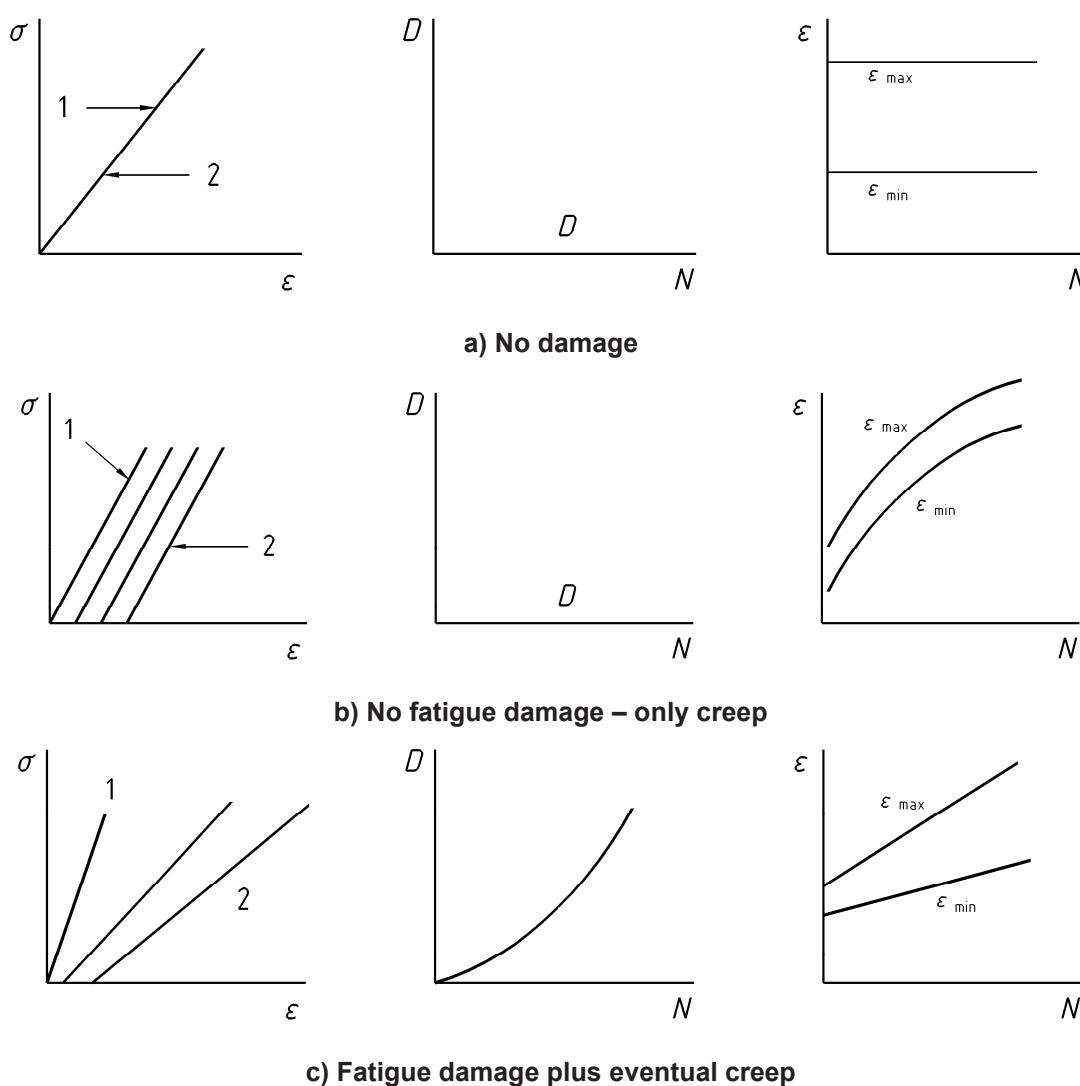 σ
1
2
ε
D
D
N
ε
ε max
ε min
N
a) No damage
σ
1
2
ε
D
D
N
ε
ε max
ε min
N
b) No fatigue damage – only creep
σ
1
2
ε
D
N
ε
ε max
ε min
N
c) Fatigue damage plus eventual creep